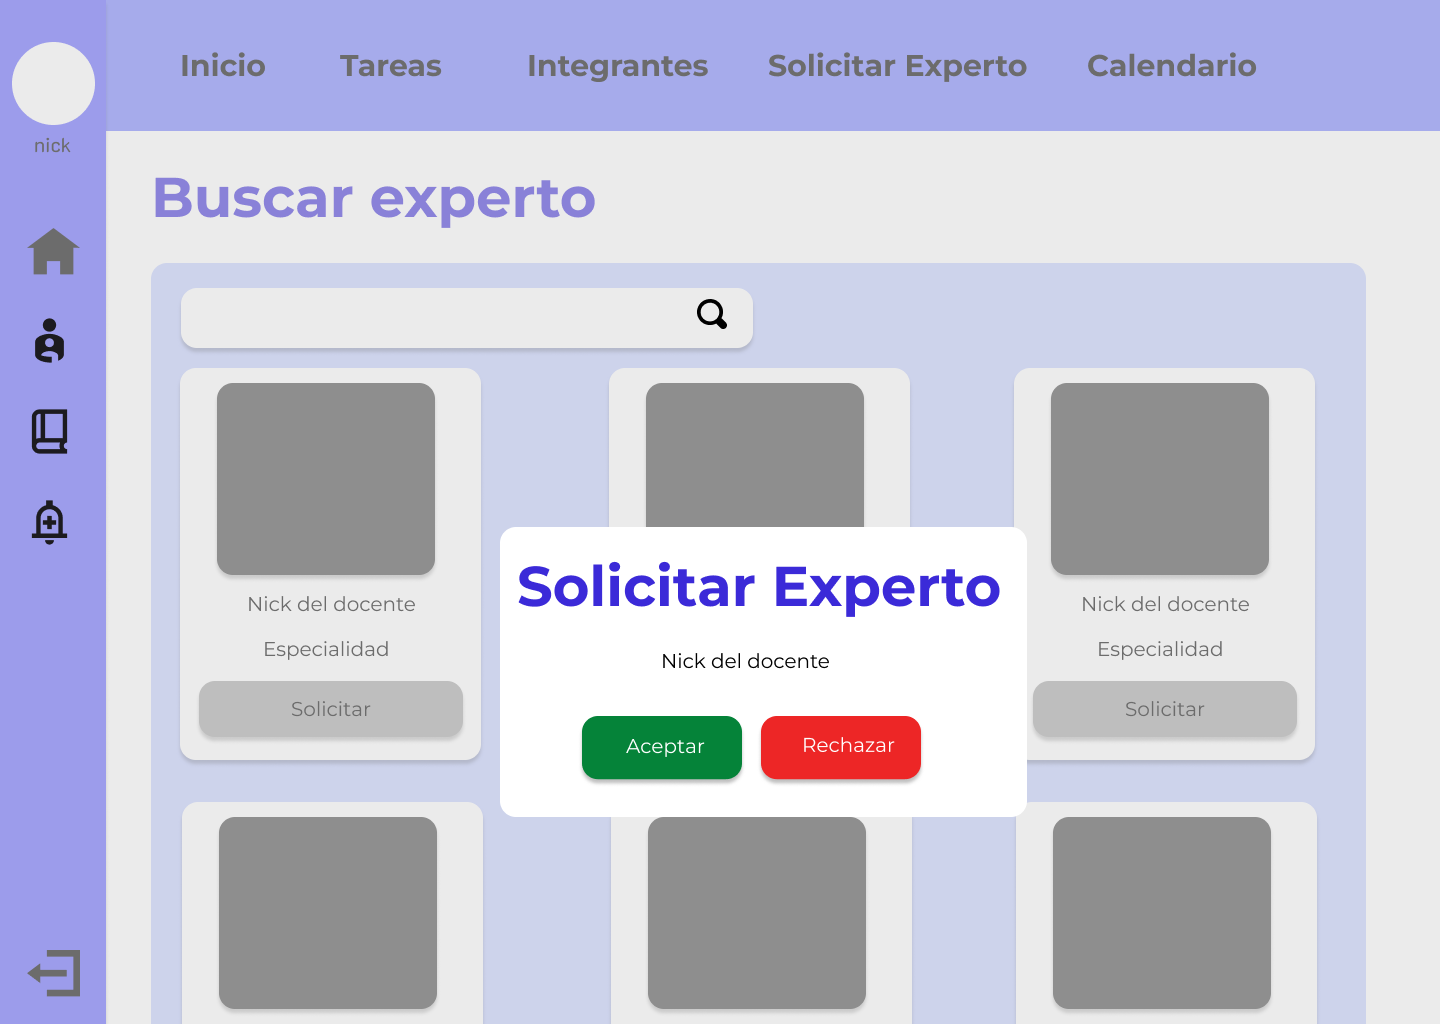 nick
Inicio
Tareas
Integrantes
Solicitar Experto
Calendario
Buscar experto
Nick del docente
Especialidad
Solicitar
Solicitar Experto
Nick del docente
Aceptar
Rechazar
Nick del docente
Especialidad
Solicitar